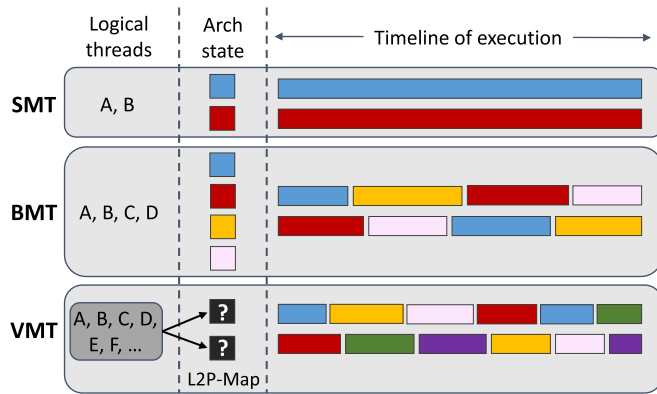 Logical threads
Arch state
Timeline of execution
SMT
A, B
BMT
A, B, C, D
VMT
A, B, C, D,
E, F, ...
?
?
L2P-Map